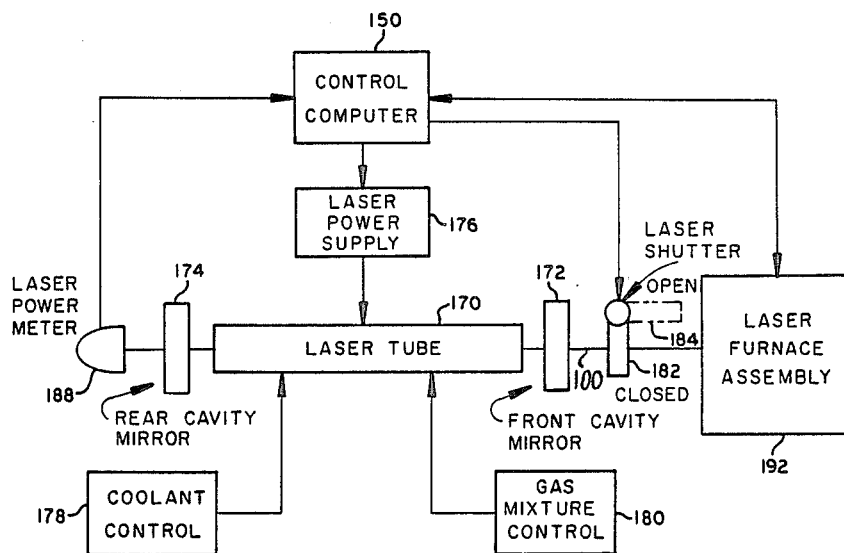 150
CONTROL
COMPUTER
LASER
POWER
SUPPLY
176
LASER
SHUTTER
OPEN
184
LASER
POWER
METER
188
174
170
LASER TUBE
172
100
182
CLOSED
LASER
FURNACE
ASSEMBLY
192
REAR CAVITY
MIRROR
FRONT CAVITY
MIRROR
178
COOLANT
CONTROL
GAS
MIXTURE
CONTROL
180